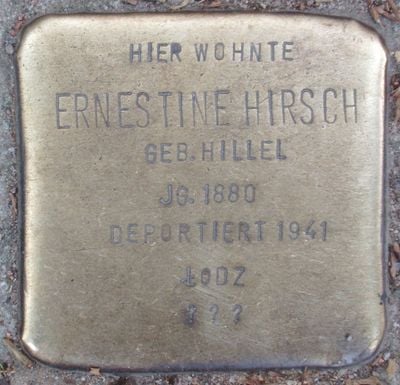 HIER WOHNTE
ERNESTINE HIRSCH
GEB. HILLEL
JG. 1880
DEPORTIERT 1941
ŁODZ
? ? ?